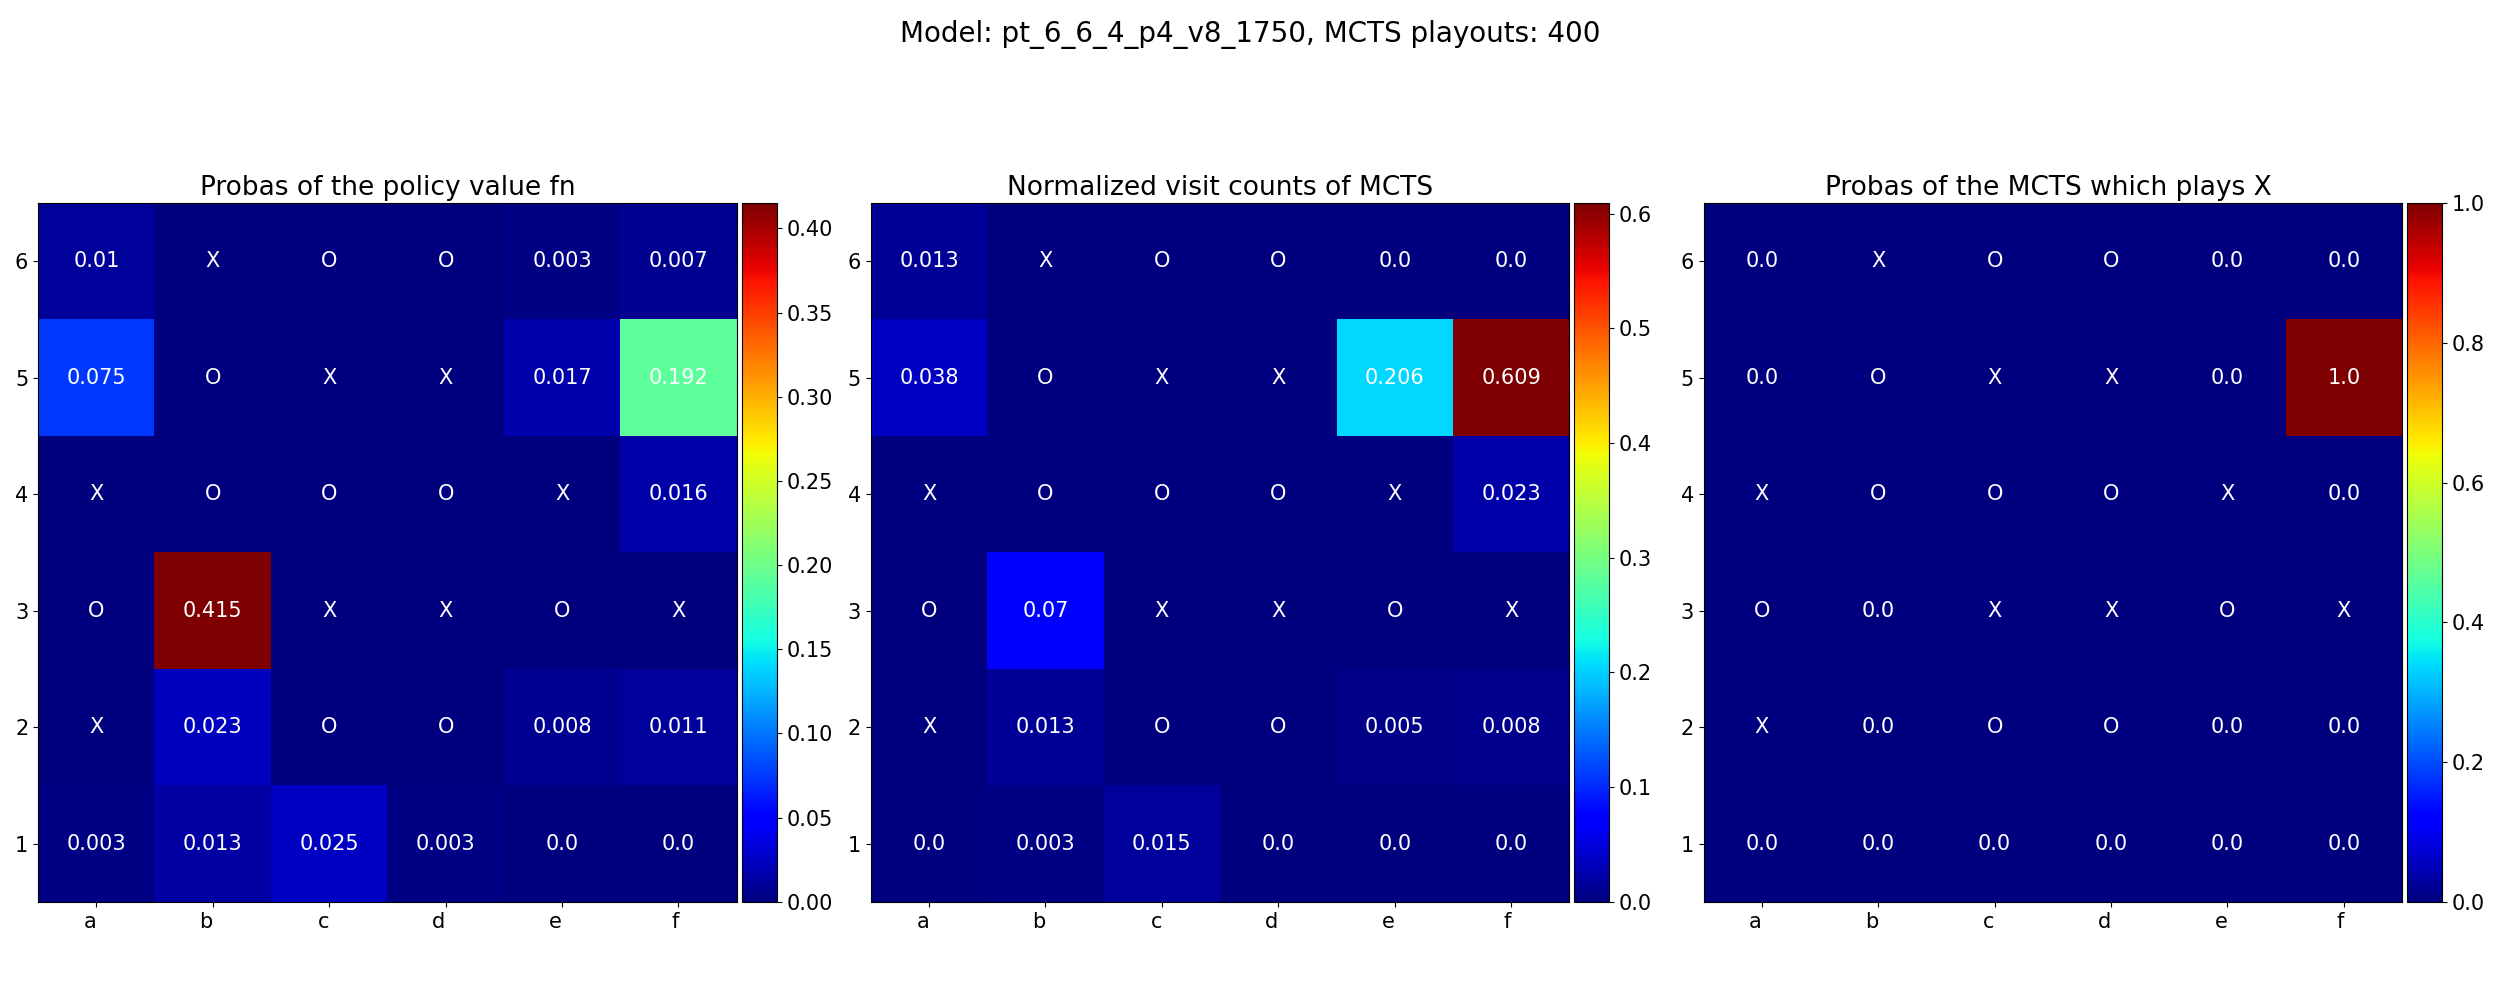 Model: pt_6_6_4_p4_v8_1750, MCTS playouts: 400
Probas of the policy value fn
6 0.01 X O O 0.003 0.007
5 0.075 O X X 0.017 0.192
4 X O O O X 0.016
3 O 0.415 X X O X
2 X 0.023 O O 0.008 0.011
1 0.003 0.013 0.025 0.003 0.0 0.0
a b c d e f
0.40
0.35
0.30
0.25
0.20
0.15
0.10
0.05
0.00
Normalized visit counts of MCTS
6 0.013 X O O 0.0 0.0
5 0.038 O X X 0.206 0.609
4 X O O O X 0.023
3 O 0.07 X X O X
2 X 0.013 O O 0.005 0.008
1 0.0 0.003 0.015 0.0 0.0 0.0
a b c d e f
0.6
0.5
0.4
0.3
0.2
0.1
0.0
Probas of the MCTS which plays X
6 0.0 X O O 0.0 0.0
5 0.0 O X X 0.0 1.0
4 X O O O X 0.0
3 O 0.0 X X O X
2 X 0.0 O O 0.0 0.0
1 0.0 0.0 0.0 0.0 0.0 0.0
a b c d e f
1.0
0.8
0.6
0.4
0.2
0.0